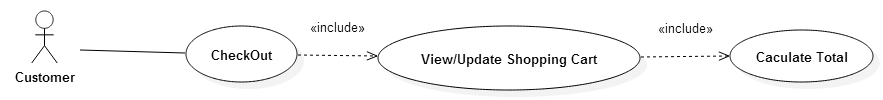 «include»
«include»
CheckOut
View/Update Shopping Cart
Caculate Total
Customer